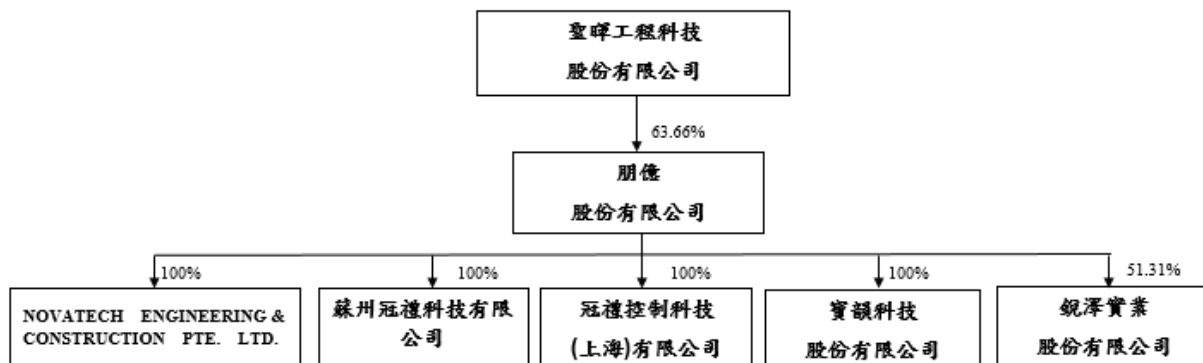 聖暉工程科技
股份有限公司
63.66%
朋億
股份有限公司
100%
100%
100%
100%
51.31%
NOVATECH ENGINEERING &
CONSTRUCTION PTE. LTD.
蘇州冠禮科技有限
公司
冠禮控制科技
(上海)有限公司
寶韻科技
股份有限公司
銳澤實業
股份有限公司